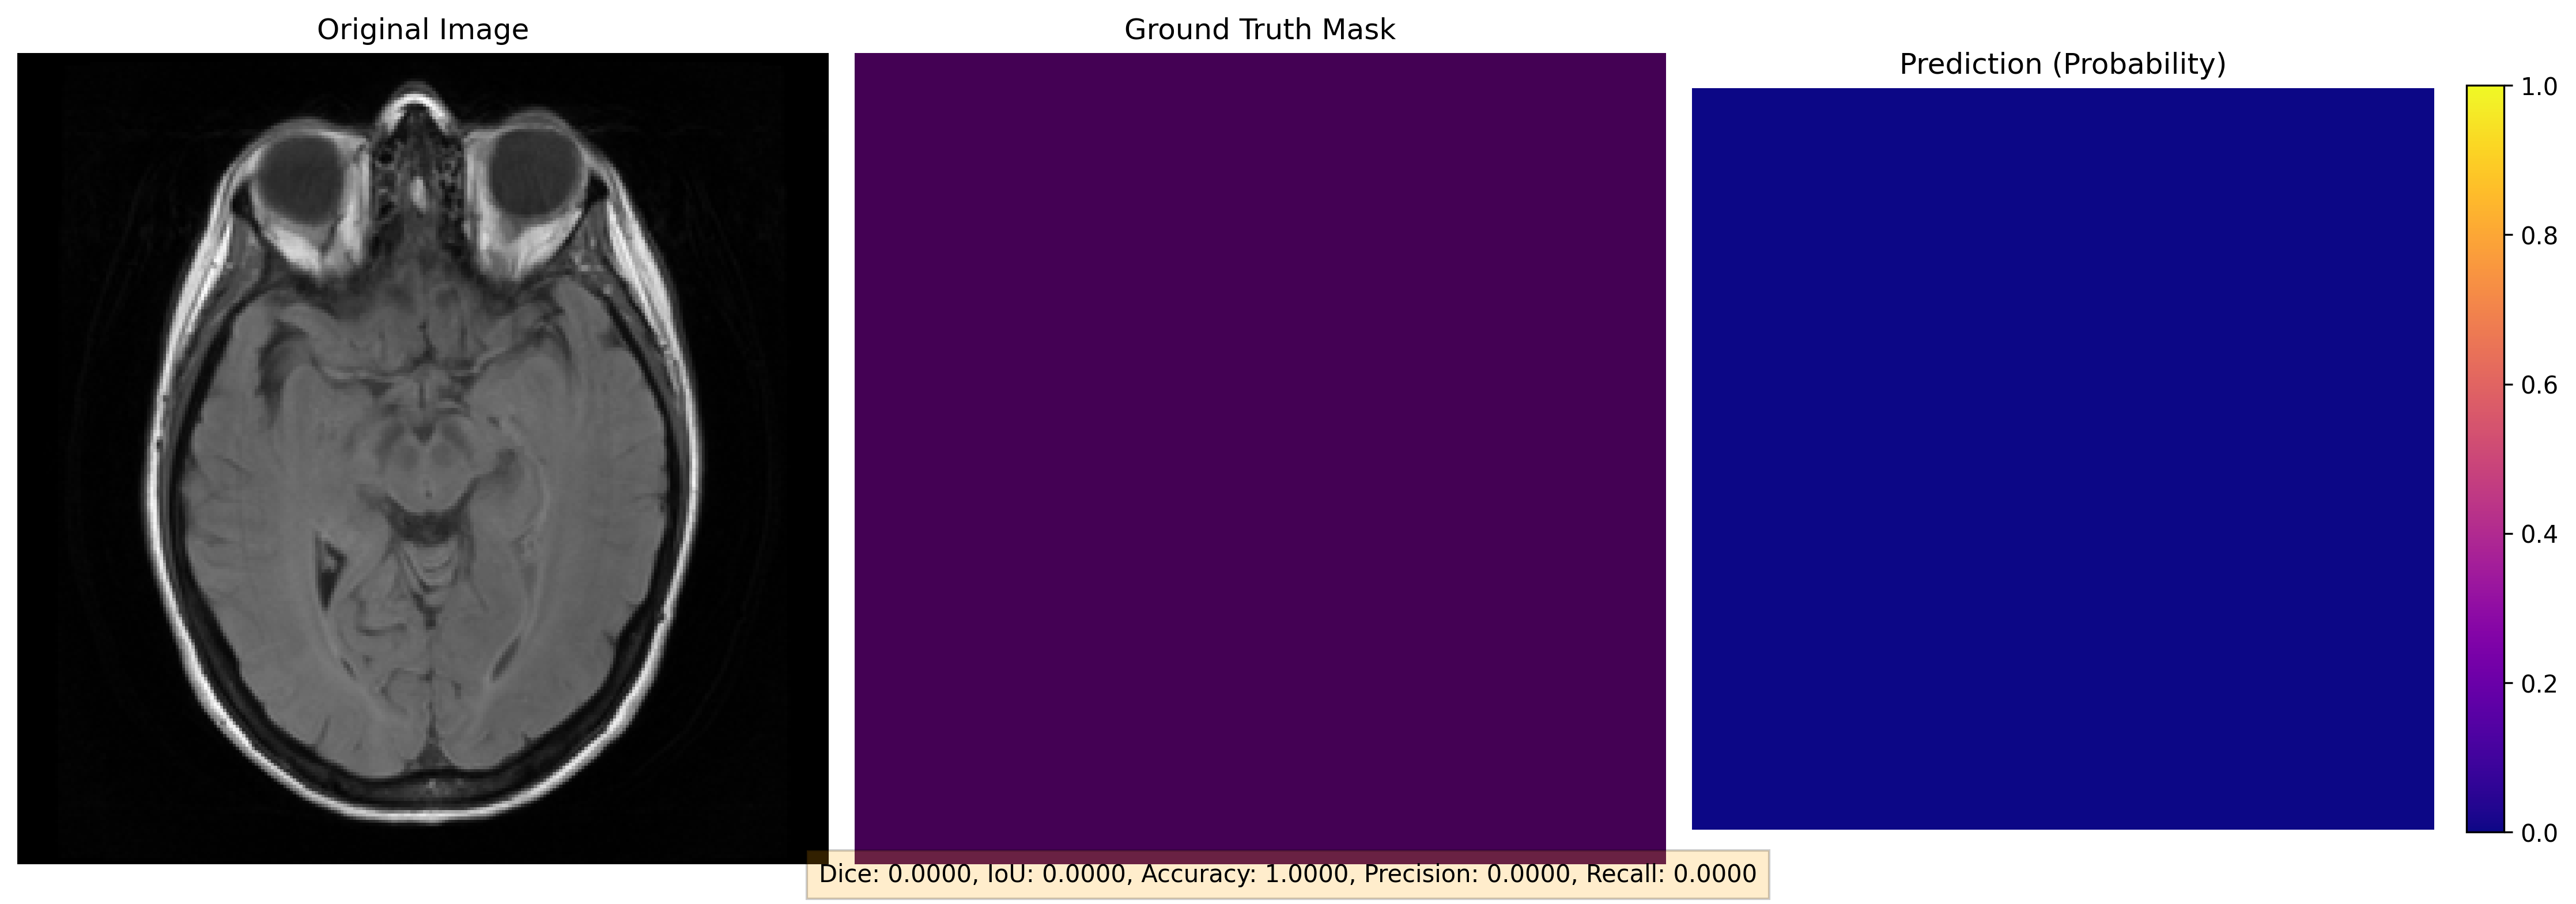 Original Image
Ground Truth Mask
Prediction (Probability)
1.0
0.8
0.6
0.4
0.2
0.0
Dice: 0.0000, IoU: 0.0000, Accuracy: 1.0000, Precision: 0.0000, Recall: 0.0000